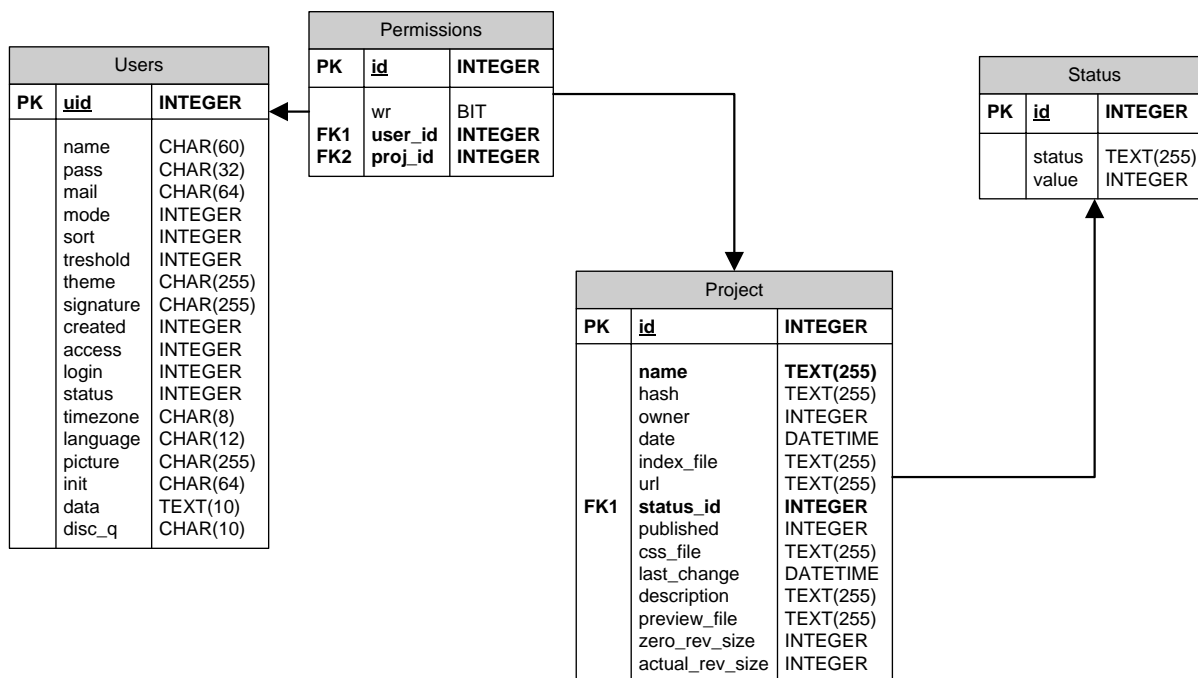 Users
PK uid INTEGER
name CHAR(60)
pass CHAR(32)
mail CHAR(64)
mode INTEGER
sort INTEGER
treshold INTEGER
theme CHAR(255)
signature CHAR(255)
created INTEGER
access INTEGER
login INTEGER
status INTEGER
timezone CHAR(8)
language CHAR(12)
picture CHAR(255)
init CHAR(64)
data TEXT(10)
disc_q CHAR(10)
Permissions
PK id INTEGER
wr BIT
FK1 user_id INTEGER
FK2 proj_id INTEGER
Project
PK id INTEGER
name TEXT(255)
hash TEXT(255)
owner INTEGER
date DATETIME
index_file TEXT(255)
url TEXT(255)
FK1 status_id INTEGER
published INTEGER
css_file TEXT(255)
last_change DATETIME
description TEXT(255)
preview_file TEXT(255)
zero_rev_size INTEGER
actual_rev_size INTEGER
Status
PK id INTEGER
status TEXT(255)
value INTEGER